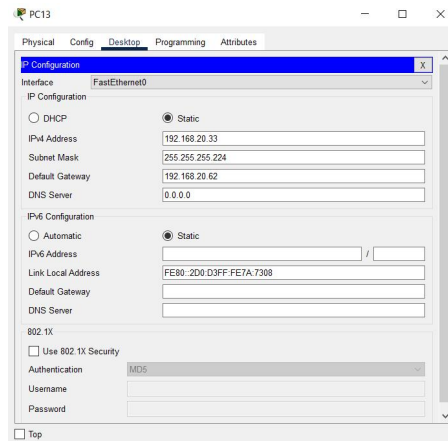 PC13
Physical Config Desktop Programming Attributes
IP Configuration X
Interface FastEthernet0
IP Configuration
DHCP Static
IPv4 Address 192.168.20.33
Subnet Mask 255.255.255.224
Default Gateway 192.168.20.62
DNS Server 0.0.0.0
IPv6 Configuration
Automatic Static
IPv6 Address /
Link Local Address FE80::2D0:D3FF:FE7A:7308
Default Gateway
DNS Server
802.1X
Use 802.1X Security
Authentication MD5
Username
Password
Top